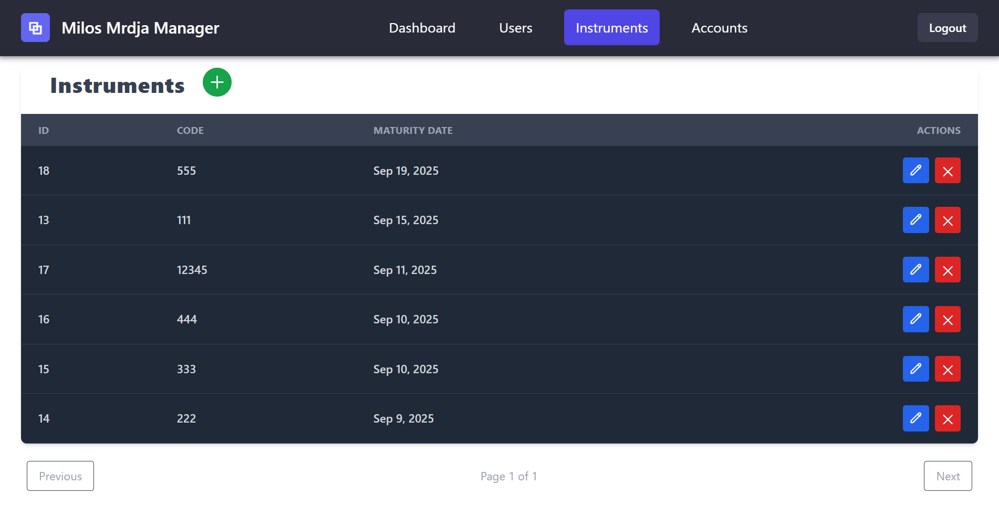 Milos Mrdja Manager Dashboard Users Instruments Accounts Logout
Instruments
ID CODE MATURITY DATE ACTIONS
18 555 Sep 19, 2025
13 111 Sep 15, 2025
17 12345 Sep 11, 2025
16 444 Sep 10, 2025
15 333 Sep 10, 2025
14 222 Sep 9, 2025
Previous Page 1 of 1 Next